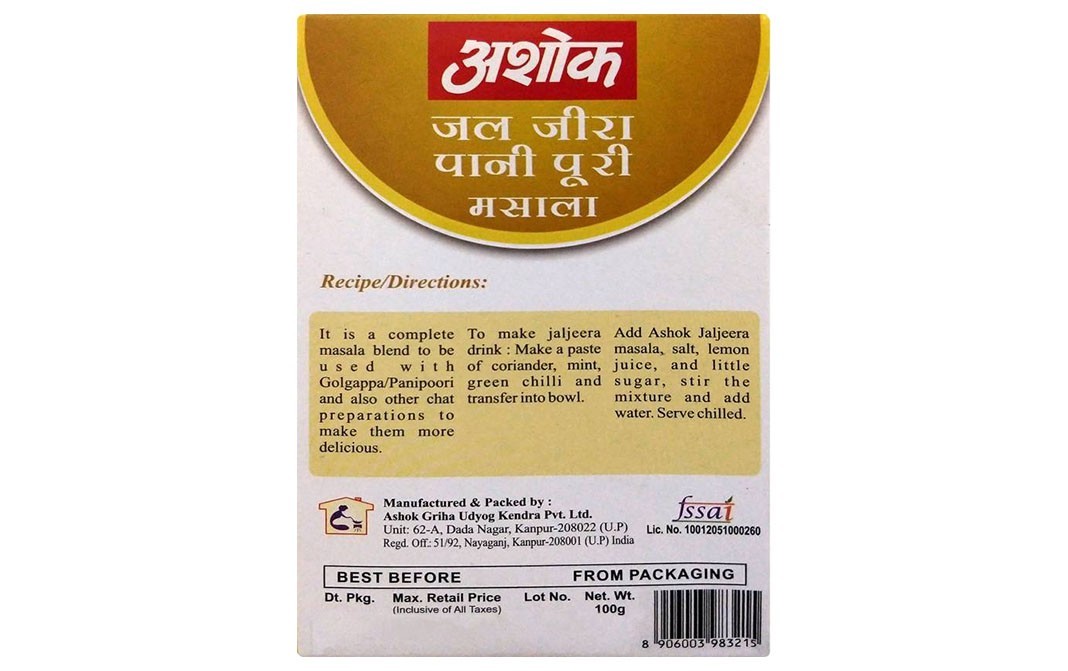 अशोक
जल जीरा
पानी पूरी
मसाला
Recipe/Directions:
It is a complete
masala blend to be
used with
Golgappa/Panipoori
and also other chat
preparations to
make them more
delicious.
To make jaljeera
drink : Make a paste
of coriander, mint,
green chilli and
transfer into bowl.
Add Ashok Jaljeera
masala, salt, lemon
juice, and little
sugar, stir the
mixture and add
water. Serve chilled.
Manufactured & Packed by :
Ashok Griha Udyog Kendra Pvt. Ltd.
Unit: 62-A, Dada Nagar, Kanpur-208022 (U.P)
Regd. Off.: 51/92, Nayaganj, Kanpur-208001 (U.P) India
fssai
Lic. No. 10012051000260
BEST BEFORE FROM PACKAGING
Dt. Pkg. Max. Retail Price Lot No. Net. Wt.
(Inclusive of All Taxes) 100g
8 906003 983215